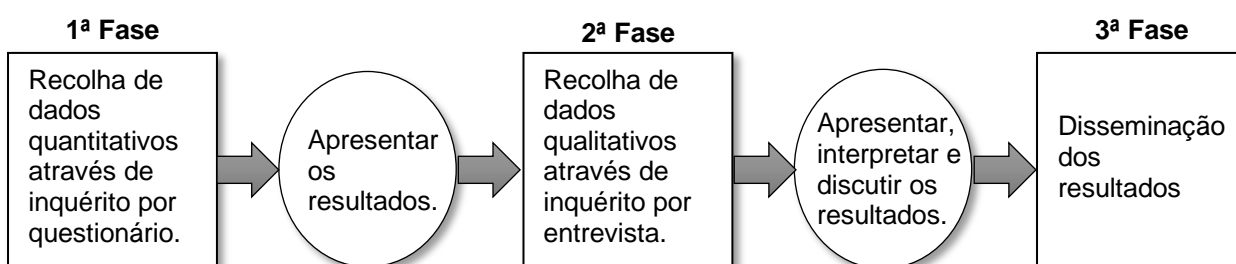 1ª Fase
Recolha de
dados
quantitativos
através de
inquérito por
questionário.
Apresentar
os
resultados.
2ª Fase
Recolha de
dados
qualitativos
através de
inquérito por
entrevista.
Apresentar,
interpretar e
discutir os
resultados.
3ª Fase
Disseminação
dos
resultados